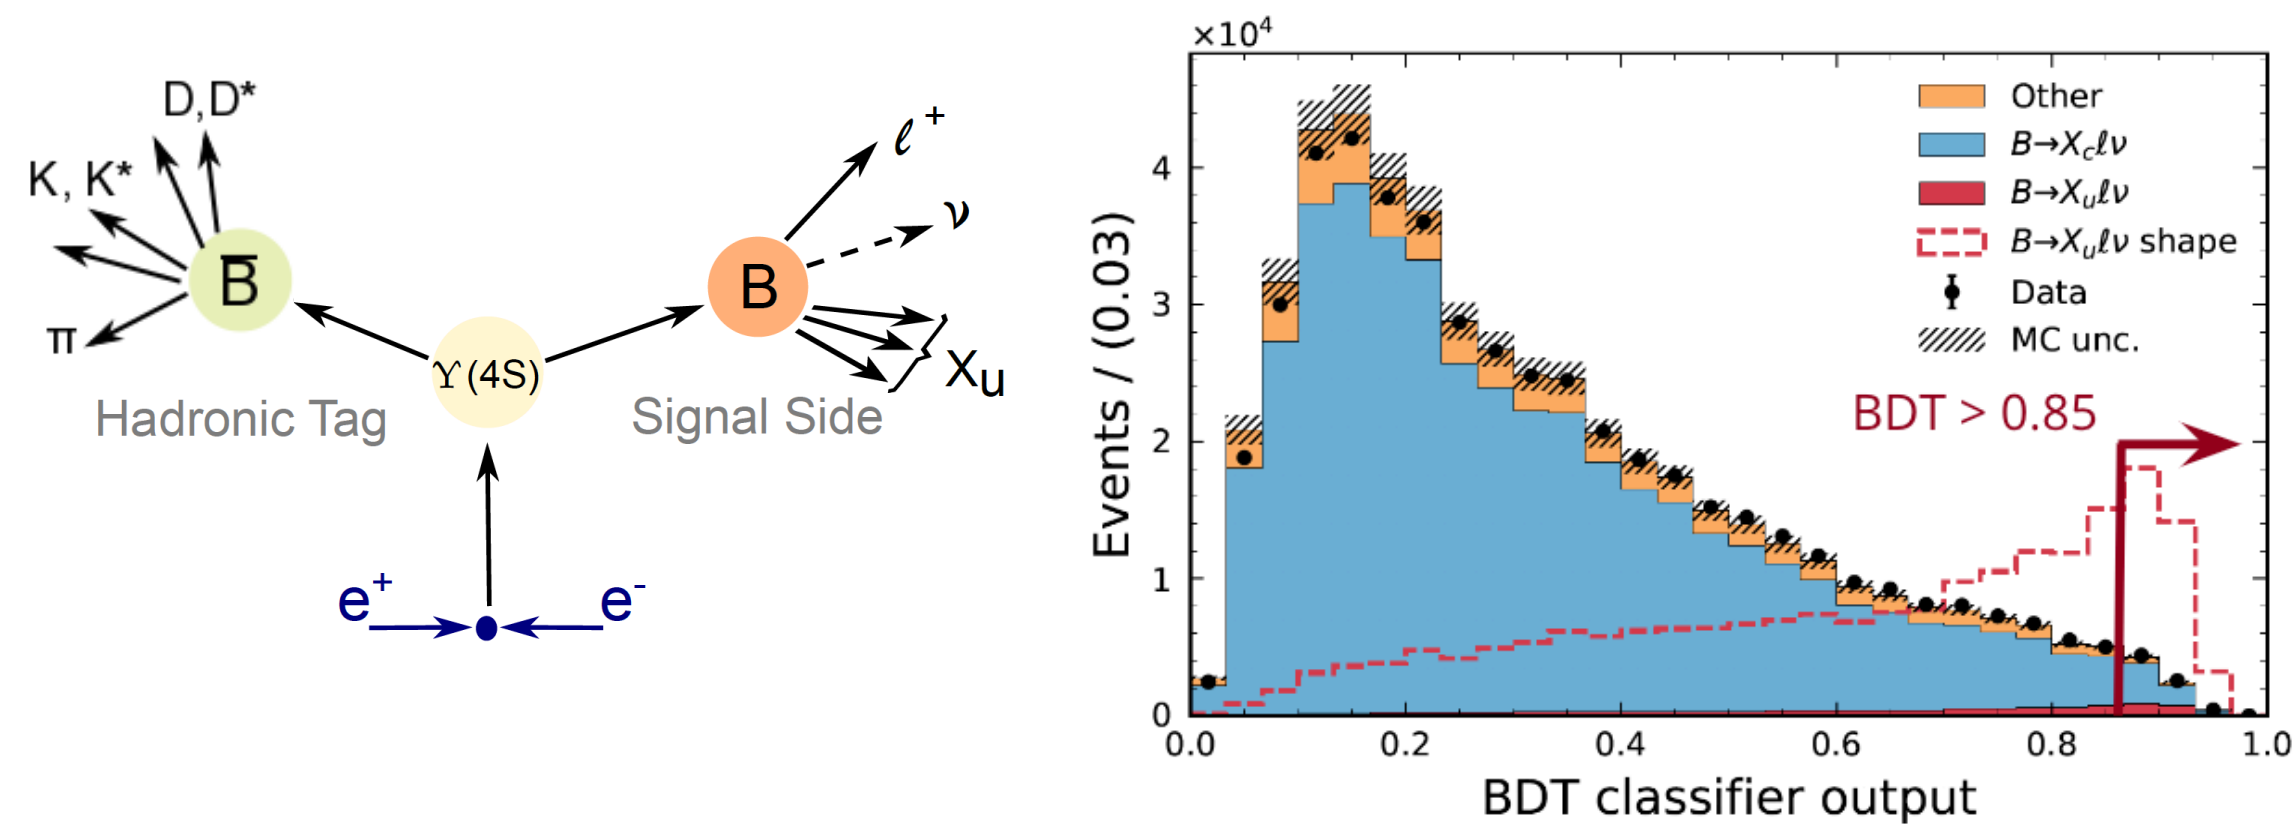 D,D*
K, K*
π
B̅
ϒ(4S)
B
ℓ +
ν
Xu
Hadronic Tag
Signal Side
e+
e-
×10⁴
Events / (0.03)
4
3
2
1
0
0.0 0.2 0.4 0.6 0.8 1.0
BDT classifier output
Other
B→Xcℓν
B→Xuℓν
B→Xuℓν shape
Data
MC unc.
BDT > 0.85